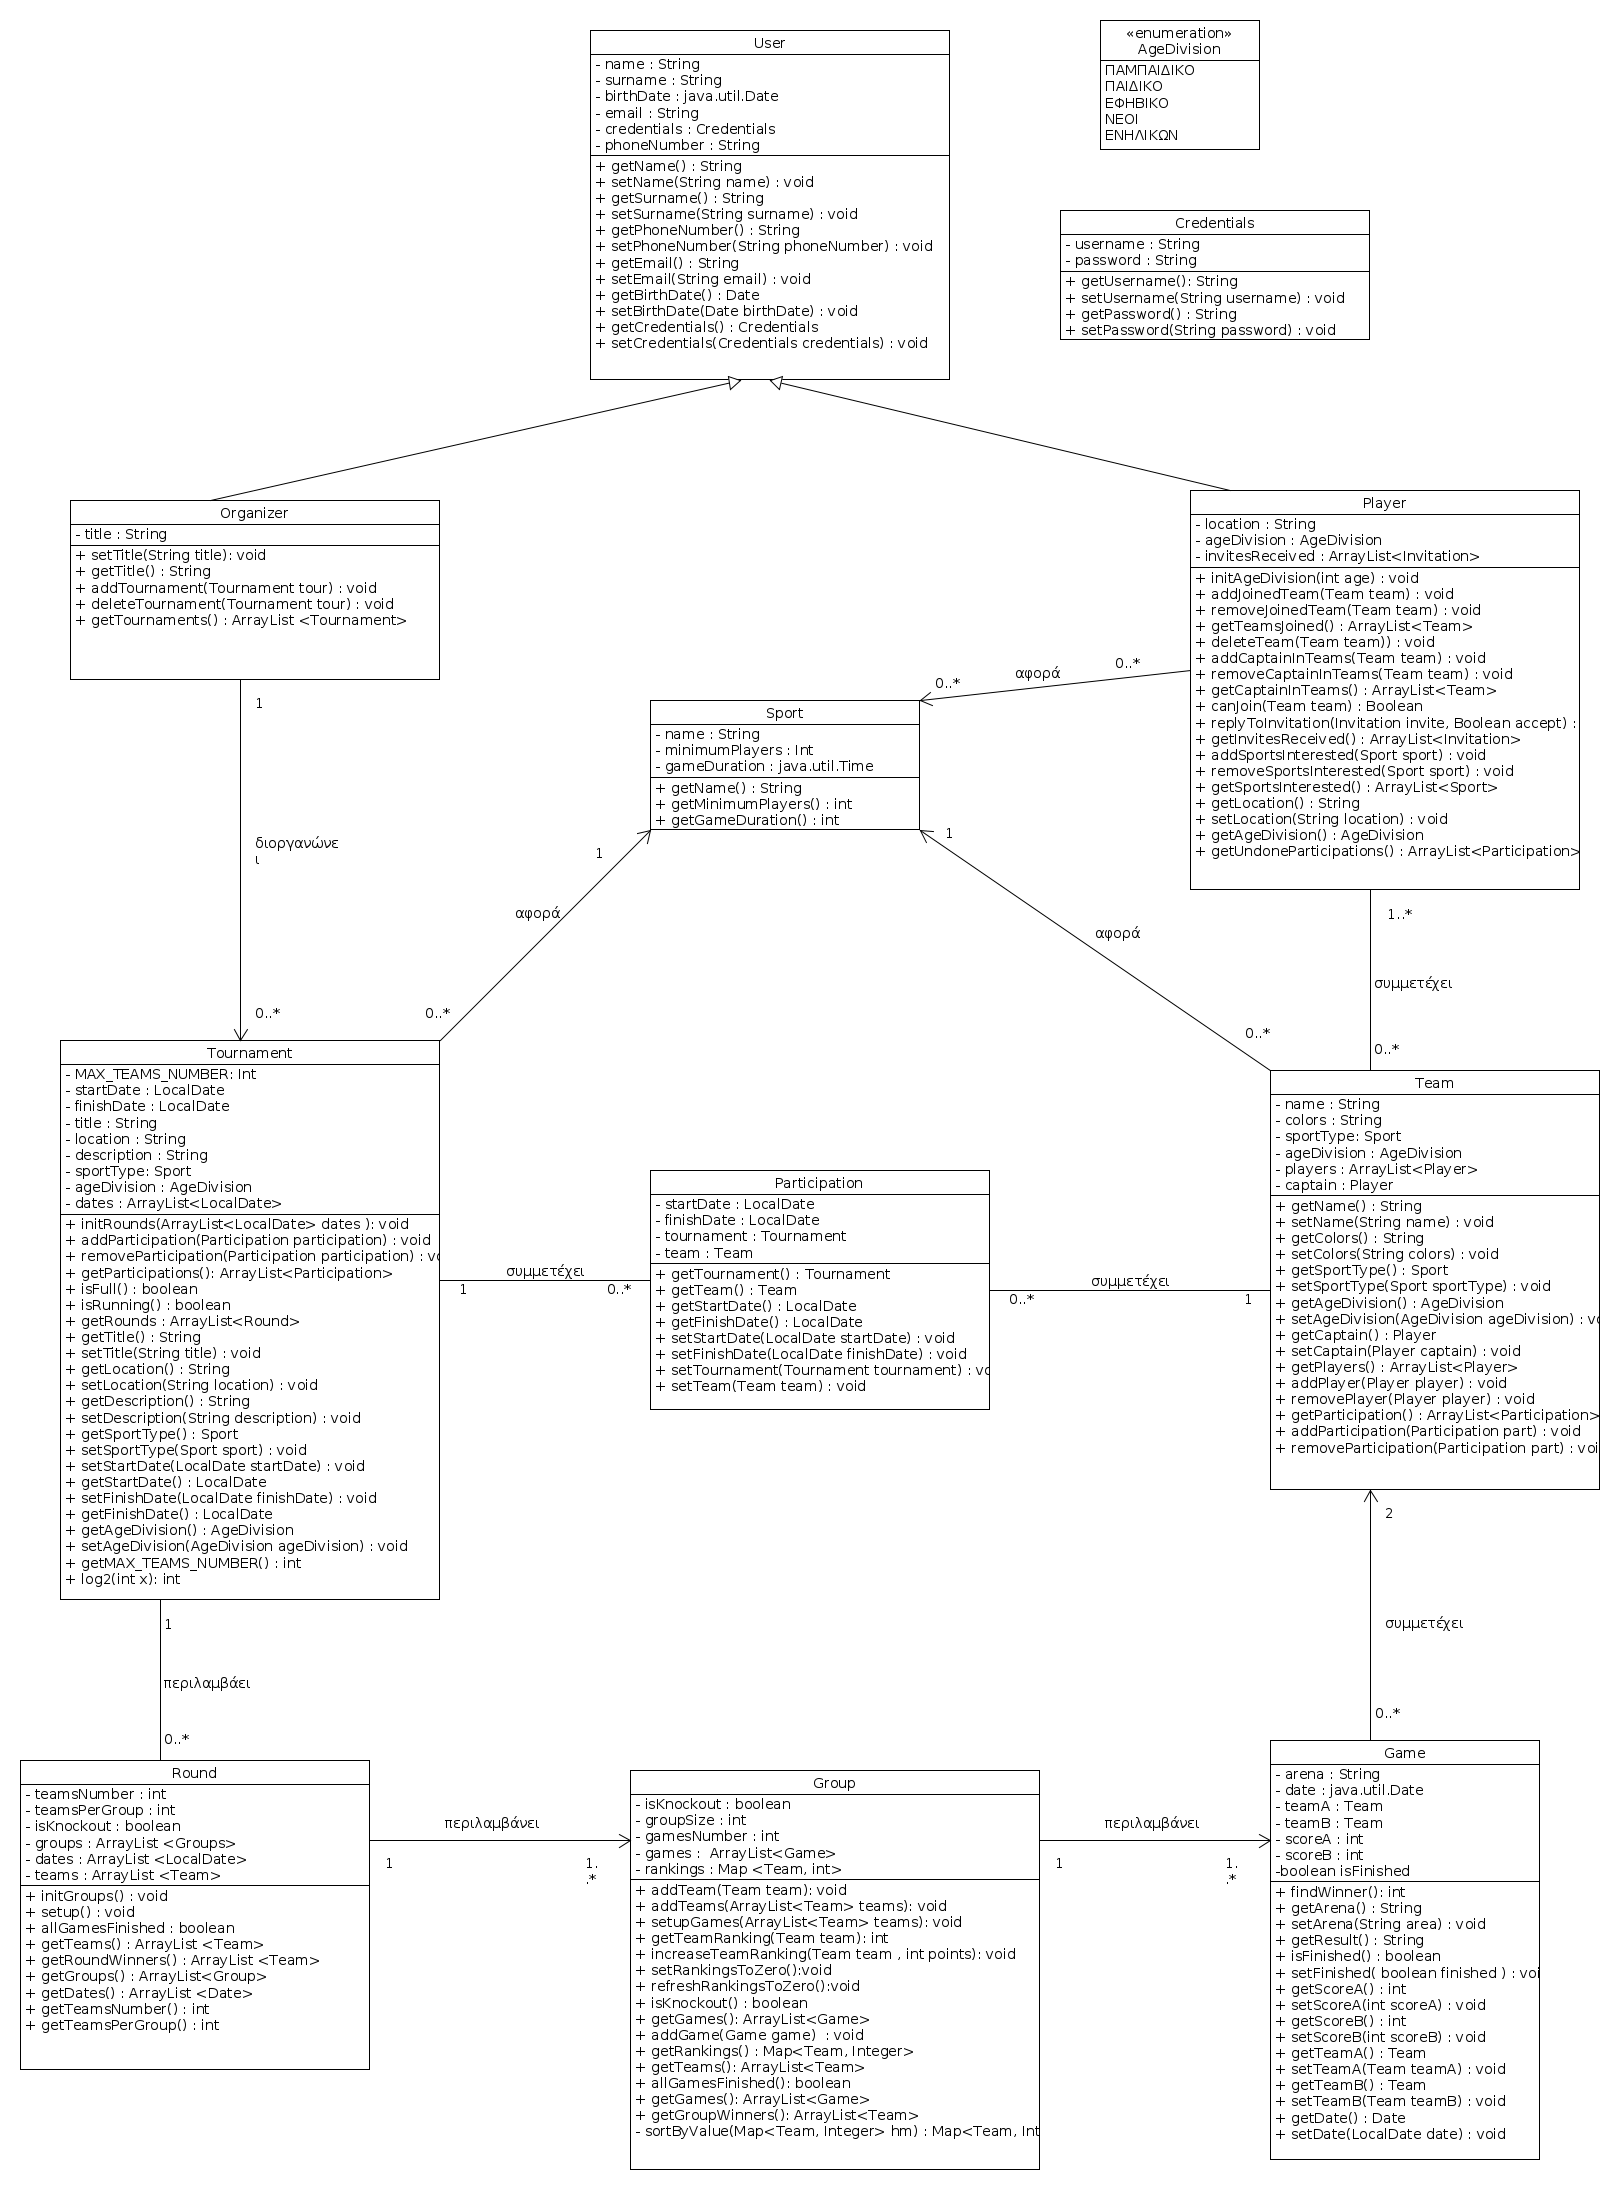 User
- name : String
- surname : String
- birthDate : java.util.Date
- email : String
- credentials : Credentials
- phoneNumber : String
+ getName() : String
+ setName(String name) : void
+ getSurname() : String
+ setSurname(String surname) : void
+ getPhoneNumber() : String
+ setPhoneNumber(String phoneNumber) : void
+ getEmail() : String
+ setEmail(String email) : void
+ getBirthDate() : Date
+ setBirthDate(Date birthDate) : void
+ getCredentials() : Credentials
+ setCredentials(Credentials credentials) : void
«enumeration»
AgeDivision
ΠΑΜΠΑΙΔΙΚΟ
ΠΑΙΔΙΚΟ
ΕΦΗΒΙΚΟ
ΝΕΟΙ
ΕΝΗΛΙΚΩΝ
Credentials
- username : String
- password : String
+ getUsername(): String
+ setUsername(String username) : void
+ getPassword() : String
+ setPassword(String password) : void
Organizer
- title : String
+ setTitle(String title): void
+ getTitle() : String
+ addTournament(Tournament tour) : void
+ deleteTournament(Tournament tour) : void
+ getTournaments() : ArrayList <Tournament>
Player
- location : String
- ageDivision : AgeDivision
- invitesReceived : ArrayList<Invitation>
+ initAgeDivision(int age) : void
+ addJoinedTeam(Team team) : void
+ removeJoinedTeam(Team team) : void
+ getTeamsJoined() : ArrayList<Team>
+ deleteTeam(Team team)) : void
+ addCaptainInTeams(Team team) : void
+ removeCaptainInTeams(Team team) : void
+ getCaptainInTeams() : ArrayList<Team>
+ canJoin(Team team) : Boolean
+ replyToInvitation(Invitation invite, Boolean accept) :
+ getInvitesReceived() : ArrayList<Invitation>
+ addSportsInterested(Sport sport) : void
+ removeSportsInterested(Sport sport) : void
+ getSportsInterested() : ArrayList<Sport>
+ getLocation() : String
+ setLocation(String location) : void
+ getAgeDivision() : AgeDivision
+ getUndoneParticipations() : ArrayList<Participation>
0..*
αφορά
0..*
Sport
- name : String
- minimumPlayers : Int
- gameDuration : java.util.Time
+ getName() : String
+ getMinimumPlayers() : int
+ getGameDuration() : int
1
διοργανώνε
ι
0..*
1
αφορά
0..*
1
αφορά
0..*
1..*
συμμετέχει
0..*
Tournament
- MAX_TEAMS_NUMBER: Int
- startDate : LocalDate
- finishDate : LocalDate
- title : String
- location : String
- description : String
- sportType: Sport
- ageDivision : AgeDivision
- dates : ArrayList<LocalDate>
+ initRounds(ArrayList<LocalDate> dates ): void
+ addParticipation(Participation participation) : void
+ removeParticipation(Participation participation) : vo
+ getParticipations(): ArrayList<Participation>
+ isFull() : boolean
+ isRunning() : boolean
+ getRounds : ArrayList<Round>
+ getTitle() : String
+ setTitle(String title) : void
+ getLocation() : String
+ setLocation(String location) : void
+ getDescription() : String
+ setDescription(String description) : void
+ getSportType() : Sport
+ setSportType(Sport sport) : void
+ setStartDate(LocalDate startDate) : void
+ getStartDate() : LocalDate
+ setFinishDate(LocalDate finishDate) : void
+ getFinishDate() : LocalDate
+ getAgeDivision() : AgeDivision
+ setAgeDivision(AgeDivision ageDivision) : void
+ getMAX_TEAMS_NUMBER() : int
+ log2(int x): int
συμμετέχει
1
0..*
Participation
- startDate : LocalDate
- finishDate : LocalDate
- tournament : Tournament
- team : Team
+ getTournament() : Tournament
+ getTeam() : Team
+ getStartDate() : LocalDate
+ getFinishDate() : LocalDate
+ setStartDate(LocalDate startDate) : void
+ setFinishDate(LocalDate finishDate) : void
+ setTournament(Tournament tournament) : vo
+ setTeam(Team team) : void
συμμετέχει
0..*
1
Team
- name : String
- colors : String
- sportType: Sport
- ageDivision : AgeDivision
- players : ArrayList<Player>
- captain : Player
+ getName() : String
+ setName(String name) : void
+ getColors() : String
+ setColors(String colors) : void
+ getSportType() : Sport
+ setSportType(Sport sportType) : void
+ getAgeDivision() : AgeDivision
+ setAgeDivision(AgeDivision ageDivision) : vo
+ getCaptain() : Player
+ setCaptain(Player captain) : void
+ getPlayers() : ArrayList<Player>
+ addPlayer(Player player) : void
+ removePlayer(Player player) : void
+ getParticipation() : ArrayList<Participation>
+ addParticipation(Participation part) : void
+ removeParticipation(Participation part) : voi
2
συμμετέχει
0..*
1
περιλαμβάει
0..*
Round
- teamsNumber : int
- teamsPerGroup : int
- isKnockout : boolean
- groups : ArrayList <Groups>
- dates : ArrayList <LocalDate>
- teams : ArrayList <Team>
+ initGroups() : void
+ setup() : void
+ allGamesFinished : boolean
+ getTeams() : ArrayList <Team>
+ getRoundWinners() : ArrayList <Team>
+ getGroups() : ArrayList<Group>
+ getDates() : ArrayList <Date>
+ getTeamsNumber() : int
+ getTeamsPerGroup() : int
περιλαμβάνει
1
1.
.*
Group
- isKnockout : boolean
- groupSize : int
- gamesNumber : int
- games :  ArrayList<Game>
- rankings : Map <Team, int>
+ addTeam(Team team): void
+ addTeams(ArrayList<Team> teams): void
+ setupGames(ArrayList<Team> teams): void
+ getTeamRanking(Team team): int
+ increaseTeamRanking(Team team , int points): void
+ setRankingsToZero():void
+ refreshRankingsToZero():void
+ isKnockout() : boolean
+ getGames(): ArrayList<Game>
+ addGame(Game game)  : void
+ getRankings() : Map<Team, Integer>
+ getTeams(): ArrayList<Team>
+ allGamesFinished(): boolean
+ getGames(): ArrayList<Game>
+ getGroupWinners(): ArrayList<Team>
- sortByValue(Map<Team, Integer> hm) : Map<Team, Int
περιλαμβάνει
1
1.
.*
Game
- arena : String
- date : java.util.Date
- teamA : Team
- teamB : Team
- scoreA : int
- scoreB : int
-boolean isFinished
+ findWinner(): int
+ getArena() : String
+ setArena(String area) : void
+ getResult() : String
+ isFinished() : boolean
+ setFinished( boolean finished ) : voi
+ getScoreA() : int
+ setScoreA(int scoreA) : void
+ getScoreB() : int
+ setScoreB(int scoreB) : void
+ getTeamA() : Team
+ setTeamA(Team teamA) : void
+ getTeamB() : Team
+ setTeamB(Team teamB) : void
+ getDate() : Date
+ setDate(LocalDate date) : void